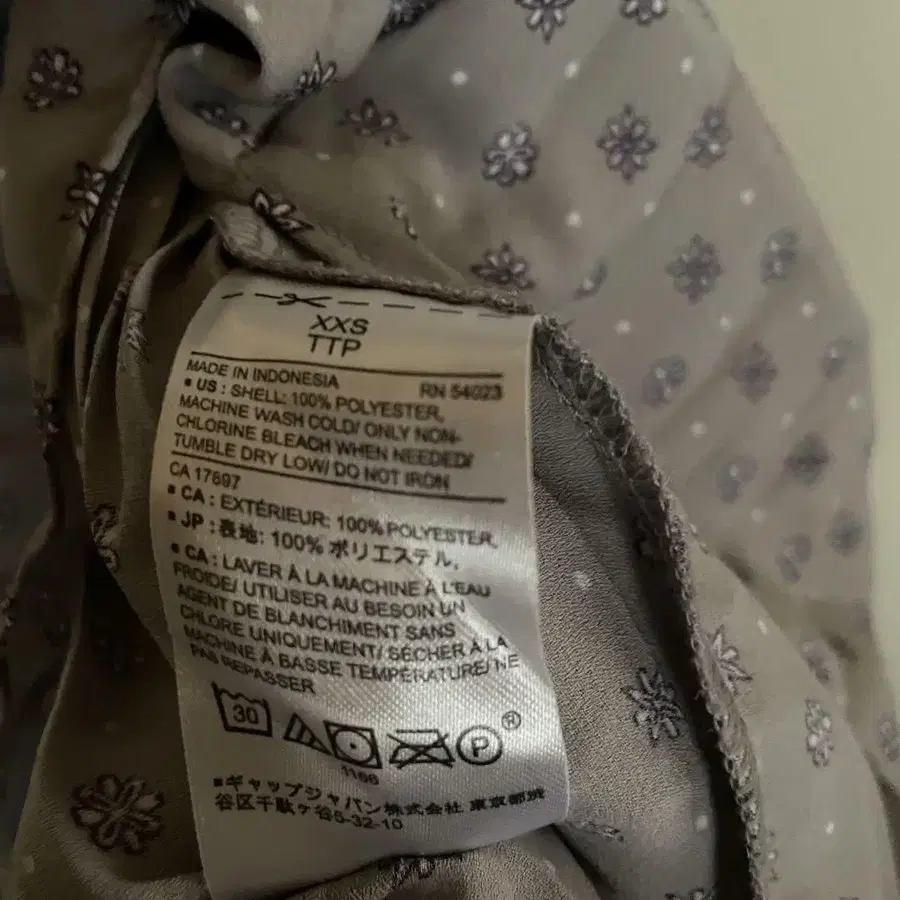 XXS
TTP
MADE IN INDONESIA RN 54023
▪ US : SHELL: 100% POLYESTER,
MACHINE WASH COLD/ ONLY NON-
CHLORINE BLEACH WHEN NEEDED/
TUMBLE DRY LOW/ DO NOT IRON
CA 17897
▪ CA : EXTÉRIEUR: 100% POLYESTER,
▪ JP : 表地: 100% ポリエステル,
▪ CA : LAVER À LA MACHINE À L'EAU
FROIDE/ UTILISER AU BESOIN UN
AGENT DE BLANCHIMENT SANS
CHLORE UNIQUEMENT/ SÉCHER À LA
MACHINE À BASSE TEMPÉRATURE/ NE
PAS REPASSER
30 P ®
1166
▪ギャップジャパン株式会社 東京都渋
谷区千駄ヶ谷5-32-10